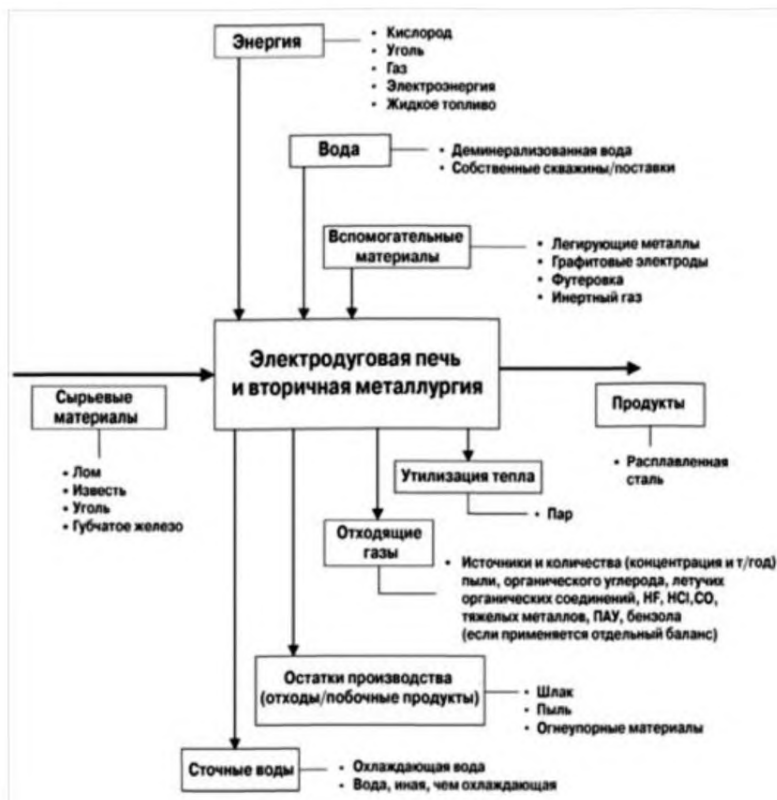 Энергия
• Кислород
• Уголь
• Газ
• Электроэнергия
• Жидкое топливо
Вода
• Деминерализованная вода
• Собственные скважины/поставки
Вспомогательные
материалы
• Легирующие металлы
• Графитовые электроды
• Футеровка
• Инертный газ
Электродуговая печь
и вторичная металлургия
Сырьевые
материалы
• Лом
• Известь
• Уголь
• Губчатое железо
Продукты
• Расплавленная
сталь
Утилизация тепла
• Пар
Отходящие
газы
• Источники и количества (концентрация и т/год)
пыли, органического углерода, летучих
органических соединений, HF, HCl,CO,
тяжелых металлов, ПАУ, бензола
(если применяется отдельный баланс)
Остатки производства
(отходы/побочные продукты)
• Шлак
• Пыль
• Огнеупорные материалы
Сточные воды
• Охлаждающая вода
• Вода, иная, чем охлаждающая